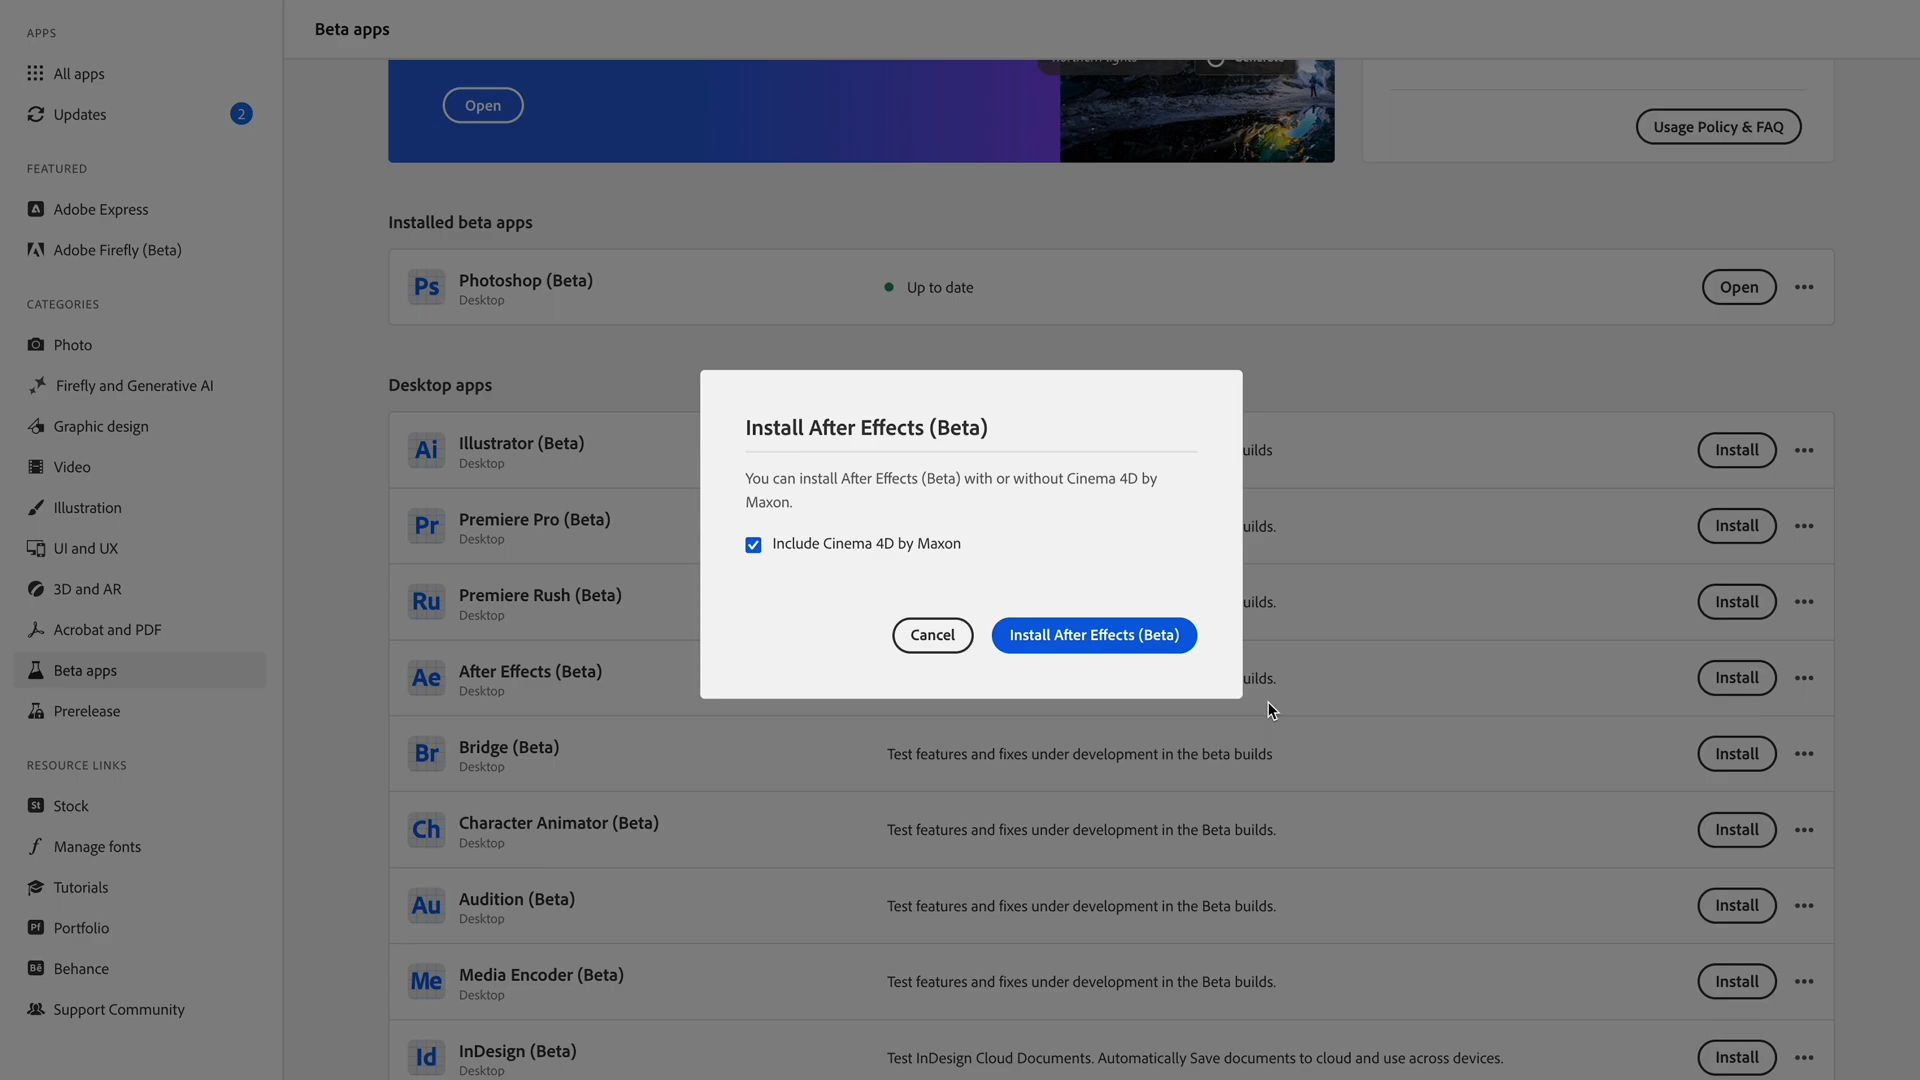 APPS
All apps
Updates
2
FEATURED
Adobe Express
Adobe Firefly (Beta)
CATEGORIES
Photo
Firefly and Generative AI
Graphic design
Video
Illustration
UI and UX
3D and AR
Acrobat and PDF
Beta apps
Prerelease
RESOURCE LINKS
St Stock
Manage fonts
Tutorials
Pf Portfolio
Bē Behance
Support Community
Beta apps
Open
Usage Policy & FAQ
Installed beta apps
Ps Photoshop (Beta)
Desktop
Up to date
Open
Desktop apps
Ai Illustrator (Beta)
Desktop
uilds
Install
Pr Premiere Pro (Beta)
Desktop
uilds.
Install
Ru Premiere Rush (Beta)
Desktop
uilds.
Install
Ae After Effects (Beta)
Desktop
uilds.
Install
Br Bridge (Beta)
Desktop
Test features and fixes under development in the beta builds
Install
Ch Character Animator (Beta)
Desktop
Test features and fixes under development in the Beta builds.
Install
Au Audition (Beta)
Desktop
Test features and fixes under development in the Beta builds.
Install
Me Media Encoder (Beta)
Desktop
Test features and fixes under development in the Beta builds.
Install
Id InDesign (Beta)
Desktop
Test InDesign Cloud Documents. Automatically Save documents to cloud and use across devices.
Install
Install After Effects (Beta)
You can install After Effects (Beta) with or without Cinema 4D by
Maxon.
Include Cinema 4D by Maxon
Cancel
Install After Effects (Beta)